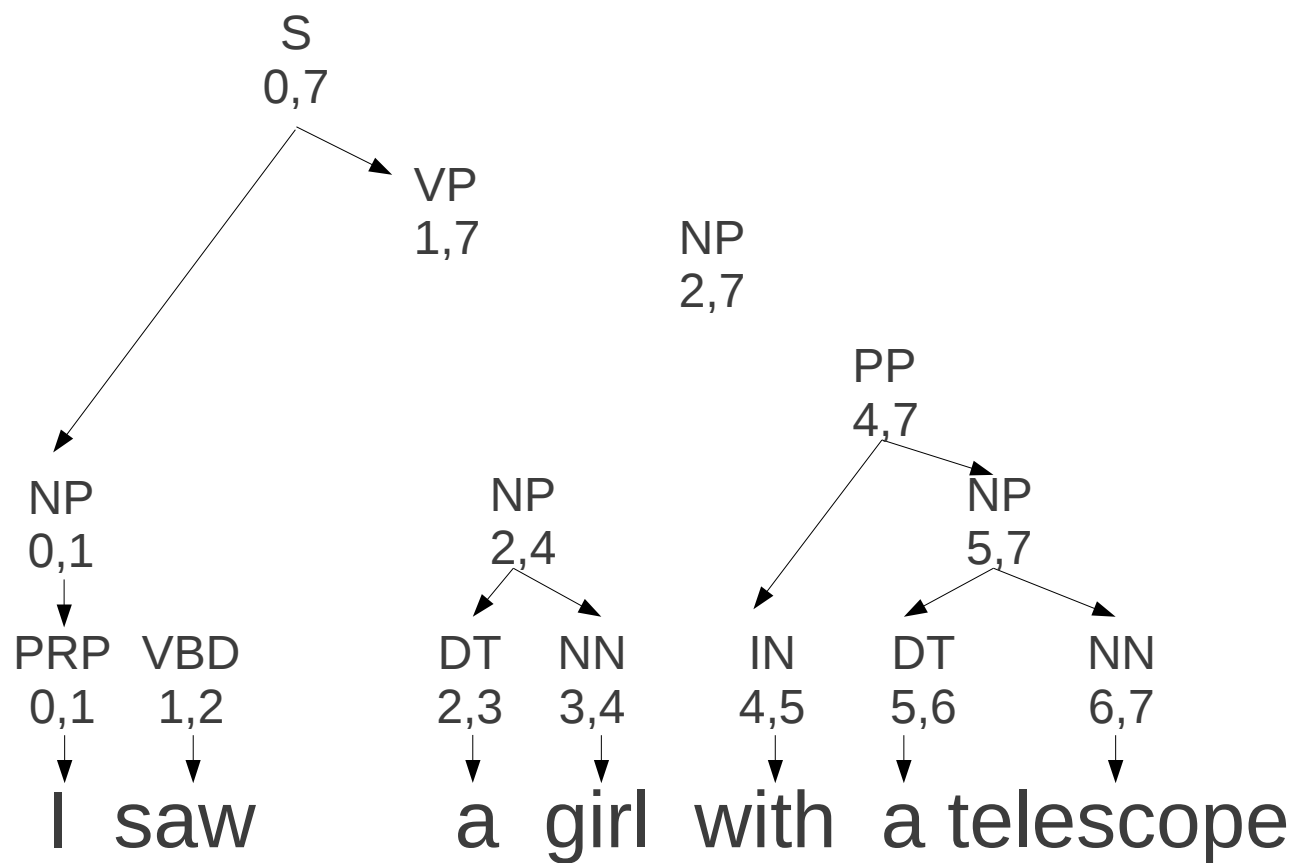 S
0,7
VP
1,7
NP
2,7
PP
4,7
NP
0,1
NP
2,4
NP
5,7
PRP VBD DT NN IN DT NN
0,1 1,2 2,3 3,4 4,5 5,6 6,7
I saw a girl with a telescope